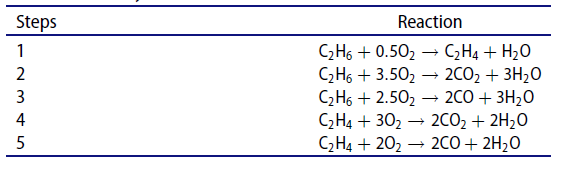 Steps Reaction
1 C₂H₆ + 0.5O₂ → C₂H₄ + H₂O
2 C₂H₆ + 3.5O₂ → 2CO₂ + 3H₂O
3 C₂H₆ + 2.5O₂ → 2CO + 3H₂O
4 C₂H₄ + 3O₂ → 2CO₂ + 2H₂O
5 C₂H₄ + 2O₂ → 2CO + 2H₂O